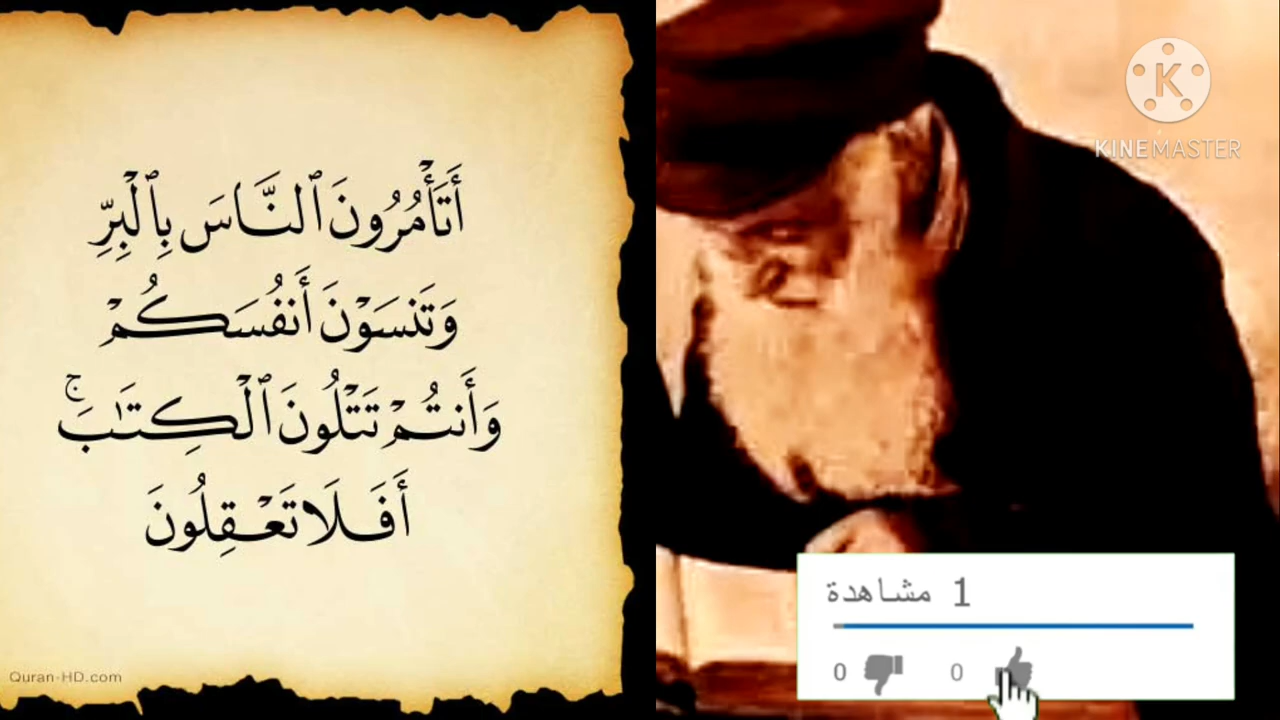 أَتَأْمُرُونَ ٱلنَّاسَ بِٱلْبِرِّ
وَتَنسَوْنَ أَنفُسَكُمْ
وَأَنتُمْ تَتْلُونَ ٱلْكِتَـٰبَ ۚ
أَفَلَا تَعْقِلُونَ
Quran-HD.com
K
KINEMASTER
1 مشاهدة
0 0